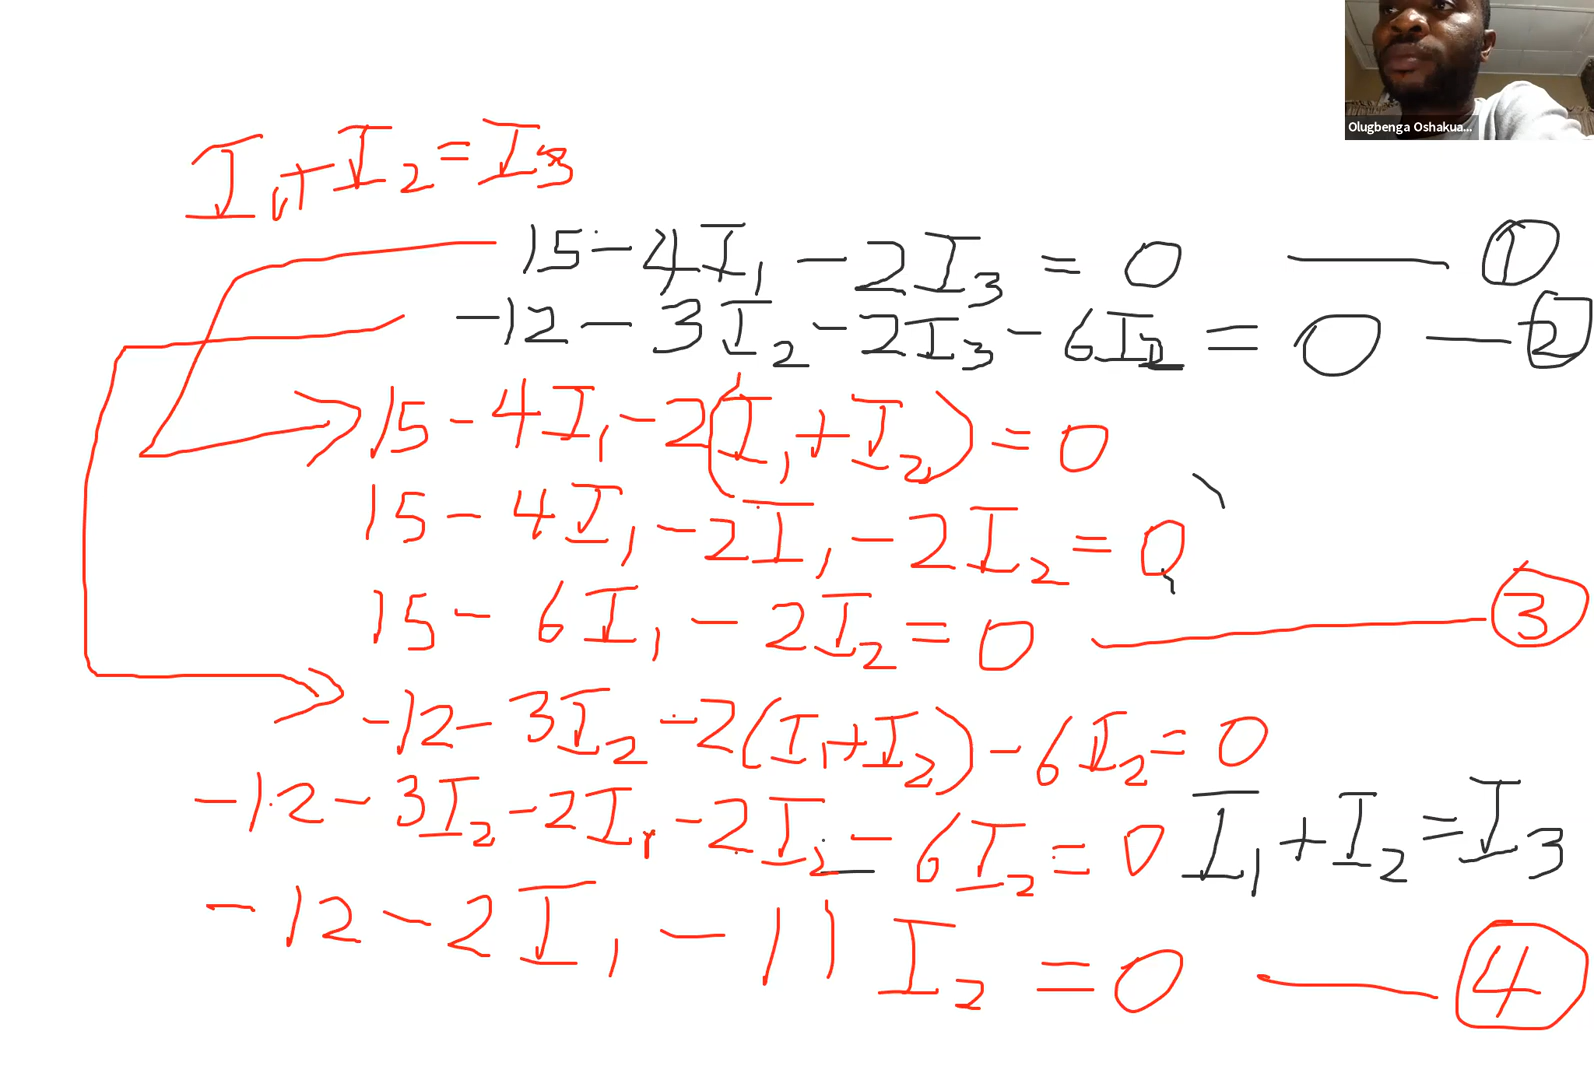 Olugbenga Oshakua...
I₁+I₂=I₃
15-4I₁-2I₃=0 — ①
-12-3I₂-2I₃-6I₂=0 — ②
15-4I₁-2(I₁+I₂)=0
15-4I₁-2I₁-2I₂=0
15-6I₁-2I₂=0 — ③
-12-3I₂-2(I₁+I₂)-6I₂=0
-12-3I₂-2I₁-2I₂-6I₂=0
I₁+I₂=I₃
-12-2I₁-11I₂=0 — ④